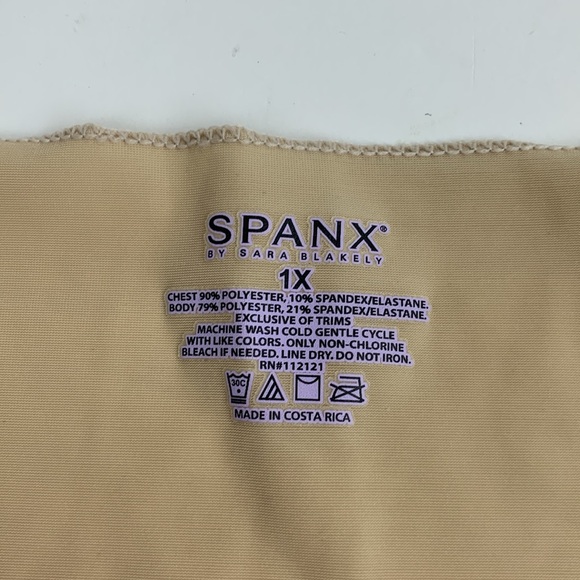 SPANX®
BY SARA BLAKELY
1X
CHEST 90% POLYESTER, 10% SPANDEX/ELASTANE.
BODY 79% POLYESTER, 21% SPANDEX/ELASTANE.
EXCLUSIVE OF TRIMS
MACHINE WASH COLD GENTLE CYCLE
WITH LIKE COLORS. ONLY NON-CHLORINE
BLEACH IF NEEDED. LINE DRY. DO NOT IRON.
RN#112121
30C
MADE IN COSTA RICA